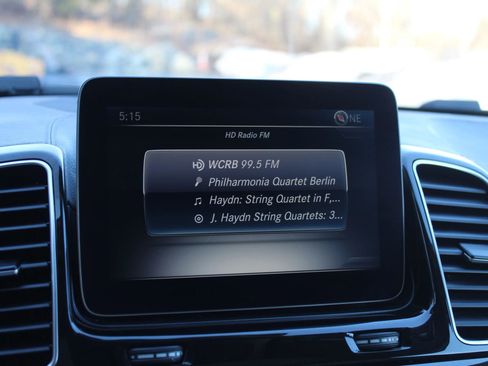 5:15
NE
HD Radio FM
WCRB 99.5 FM
Philharmonia Quartet Berlin
Haydn: String Quartet in F,...
J. Haydn String Quartets: 3...